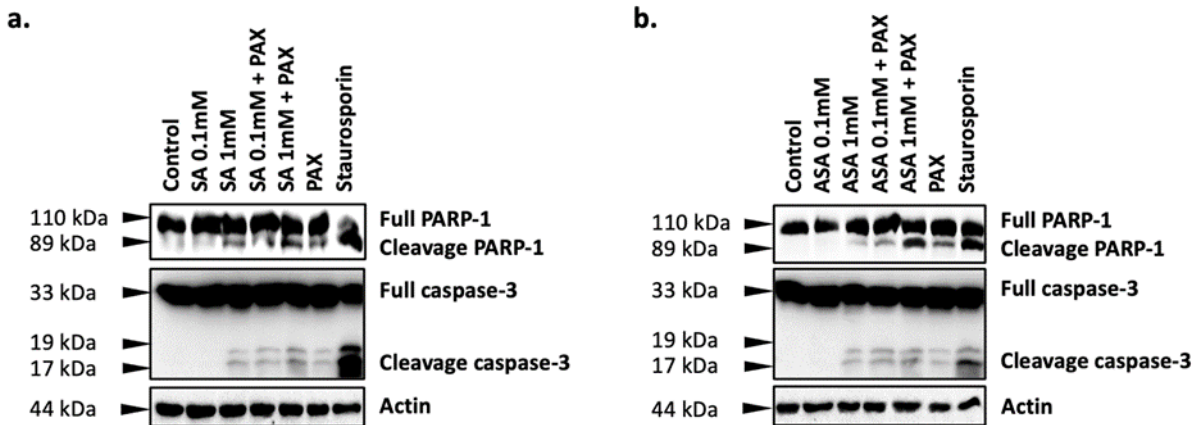 a.
Control
SA 0.1mM
SA 1mM
SA 0.1mM + PAX
SA 1mM + PAX
PAX
Staurosporin
110 kDa
Full PARP-1
89 kDa
Cleavage PARP-1
33 kDa
Full caspase-3
19 kDa
17 kDa
Cleavage caspase-3
44 kDa
Actin
b.
Control
ASA 0.1mM
ASA 1mM
ASA 0.1mM + PAX
ASA 1mM + PAX
PAX
Staurosporin
110 kDa
Full PARP-1
89 kDa
Cleavage PARP-1
33 kDa
Full caspase-3
19 kDa
17 kDa
Cleavage caspase-3
44 kDa
Actin